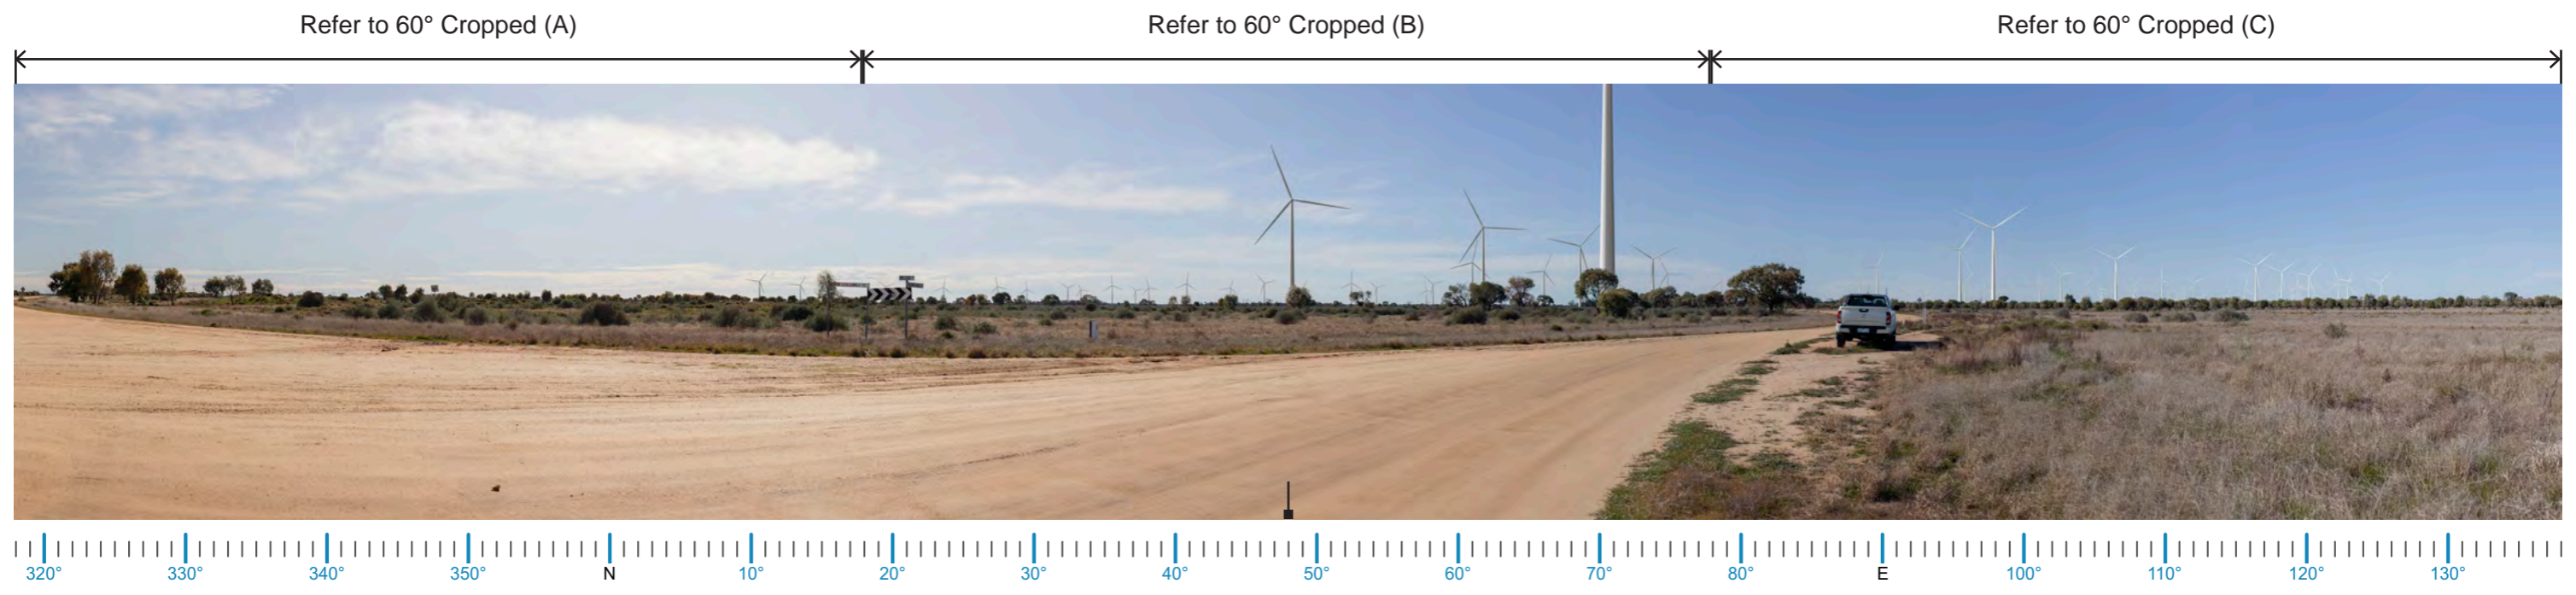 Refer to 60° Cropped (A)
Refer to 60° Cropped (B)
Refer to 60° Cropped (C)
320° 330° 340° 350° N 10° 20° 30° 40° 50° 60° 70° 80° E 100° 110° 120° 130°